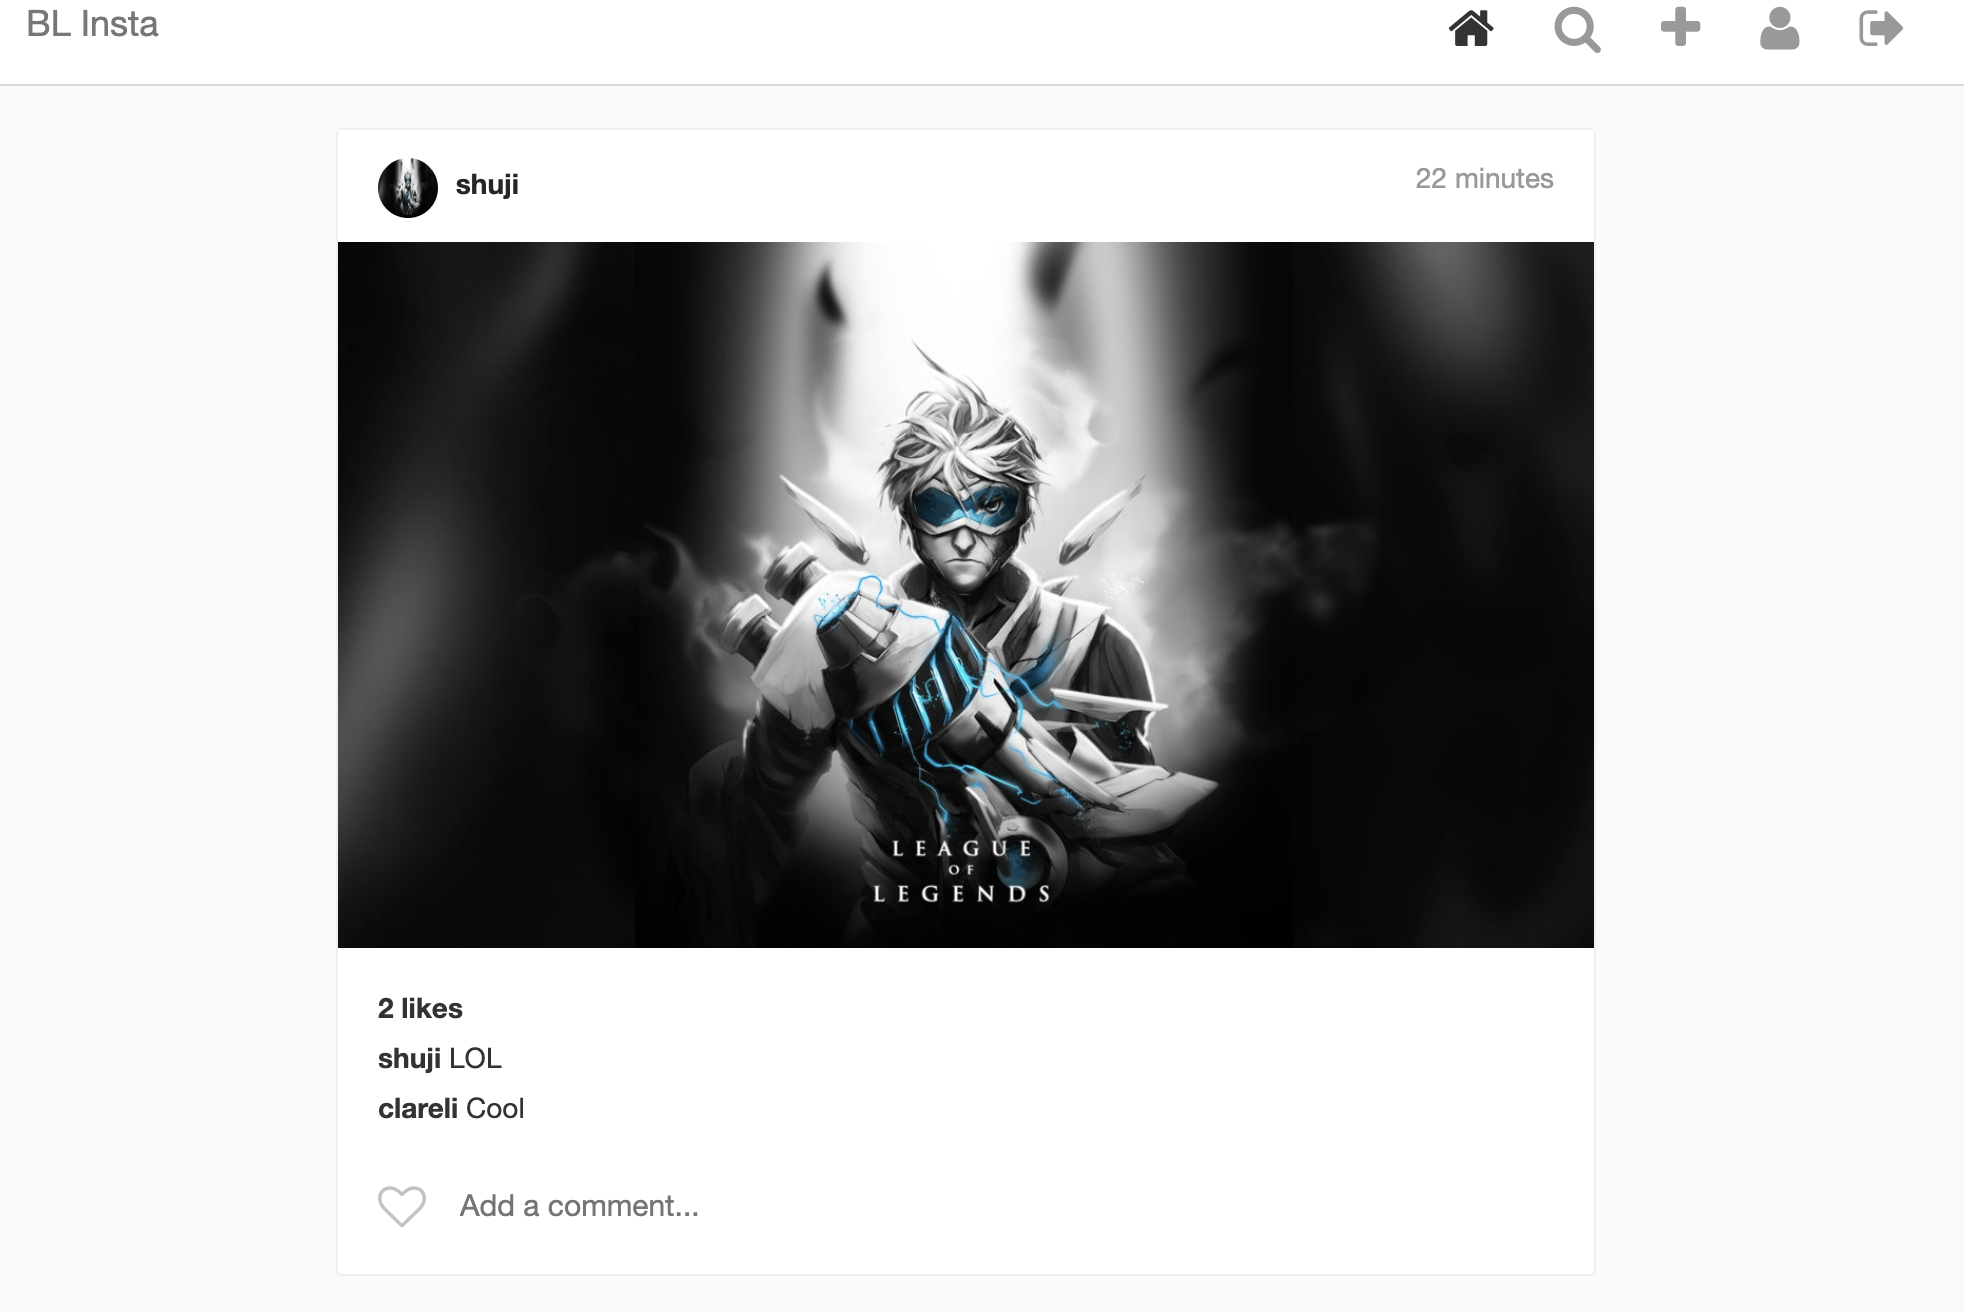 BL Insta
shuji
22 minutes
LEAGUE
OF
LEGENDS
2 likes
shuji LOL
clareli Cool
Add a comment...